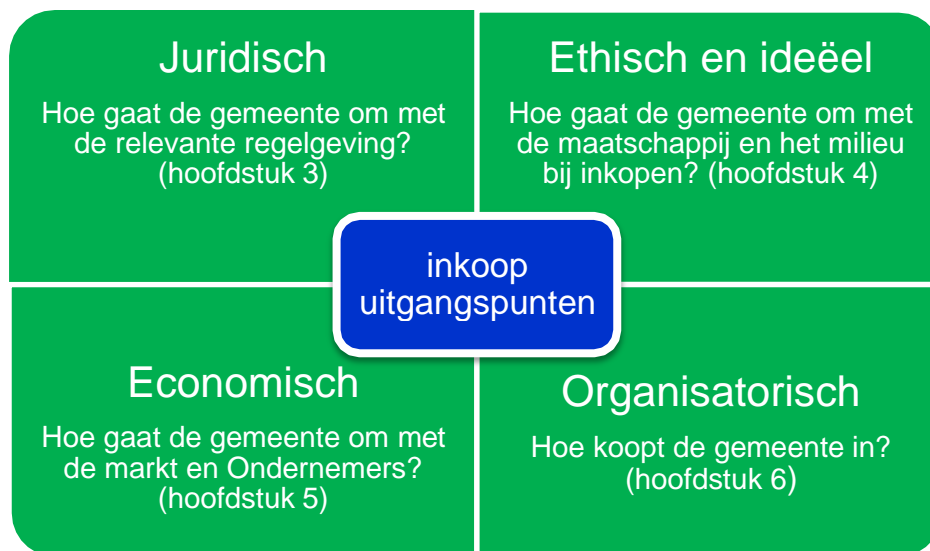 Juridisch
Hoe gaat de gemeente om met
de relevante regelgeving?
(hoofdstuk 3)
Ethisch en ideëel
Hoe gaat de gemeente om met
de maatschappij en het milieu
bij inkopen? (hoofdstuk 4)
inkoop
uitgangspunten
Economisch
Hoe gaat de gemeente om met
de markt en Ondernemers?
(hoofdstuk 5)
Organisatorisch
Hoe koopt de gemeente in?
(hoofdstuk 6)